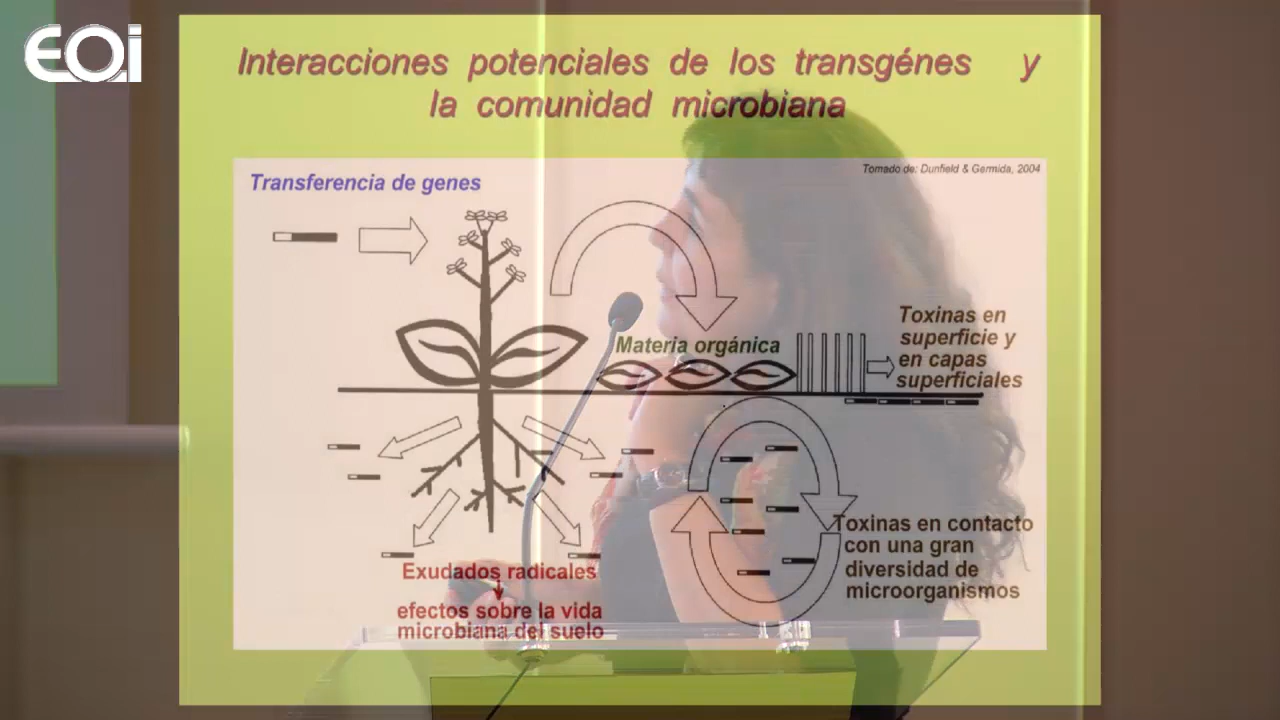 EOi
Interacciones potenciales de los transgénes y
la comunidad microbiana
Tomado de: Dunfield & Germida, 2004
Transferencia de genes
Toxinas en
superficie y
en capas
superficiales
Materia orgánica
Toxinas en contacto
con una gran
diversidad de
microorganismos
Exudados radicales
efectos sobre la vida
microbiana del suelo